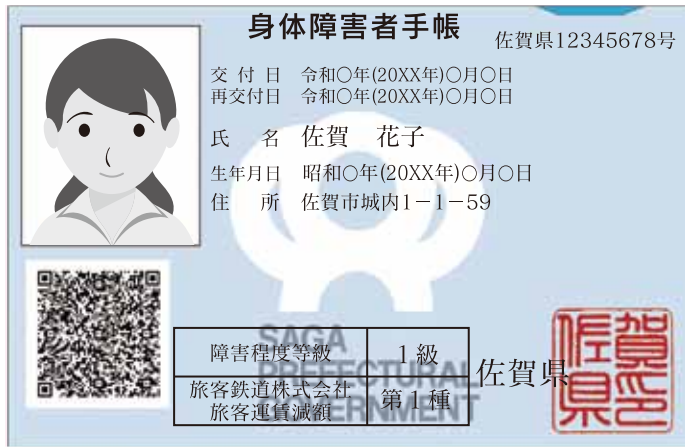 身体障害者手帳
佐賀県12345678号
交付日 令和○年(20XX年)○月○日
再交付日 令和○年(20XX年)○月○日
氏 名 佐賀 花子
生年月日 昭和○年(20XX年)○月○日
住 所 佐賀市城内1-1-59
SAGA
PREFECTURAL
GOVERNMENT
障害程度等級 1級
旅客鉄道株式会社
旅客運賃減額 第1種
佐賀県
佐賀県印